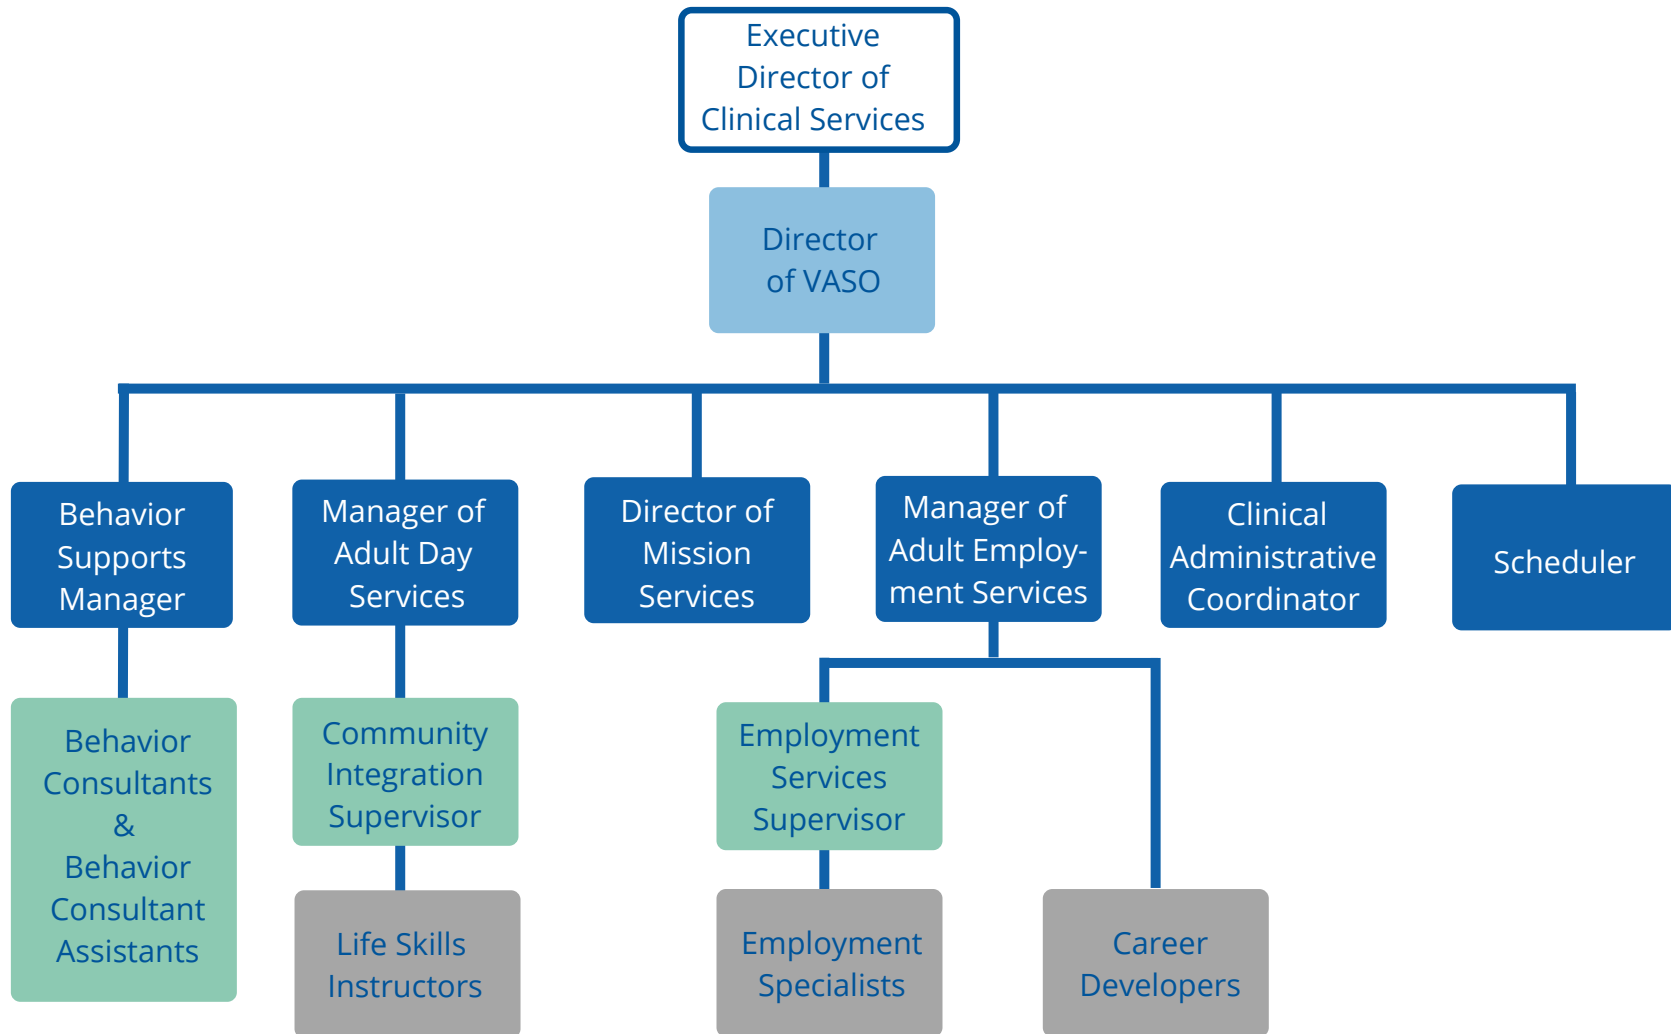 Executive
Director of
Clinical Services
Director
of VASO
Behavior
Supports
Manager
Manager of
Adult Day
Services
Director of
Mission
Services
Manager of
Adult Employ-
ment Services
Clinical
Administrative
Coordinator
Scheduler
Behavior
Consultants
&
Behavior
Consultant
Assistants
Community
Integration
Supervisor
Employment
Services
Supervisor
Life Skills
Instructors
Employment
Specialists
Career
Developers